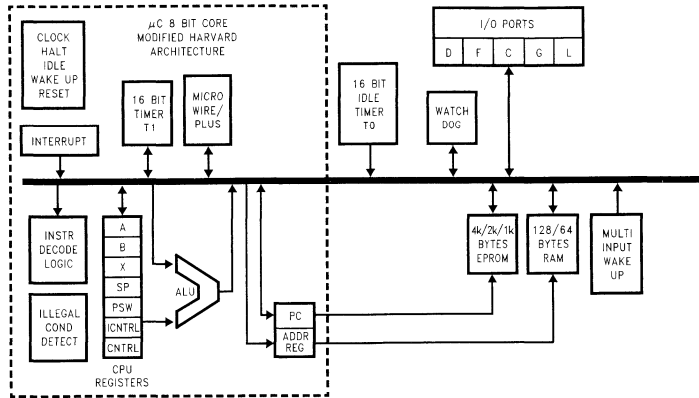 CLOCK
HALT
IDLE
WAKE UP
RESET
μC 8 BIT CORE
MODIFIED HARVARD
ARCHITECTURE
I/O PORTS
D F C G L
16 BIT
TIMER
T1
MICRO
WIRE/
PLUS
16 BIT
IDLE
TIMER
T0
WATCH
DOG
INTERRUPT
INSTR
DECODE
LOGIC
A
B
X
SP
PSW
ICNTRL
CNTRL
CPU
REGISTERS
ALU
ILLEGAL
COND
DETECT
PC
ADDR
REG
4k/2k/1k
BYTES
EPROM
128/64
BYTES
RAM
MULTI
INPUT
WAKE
UP